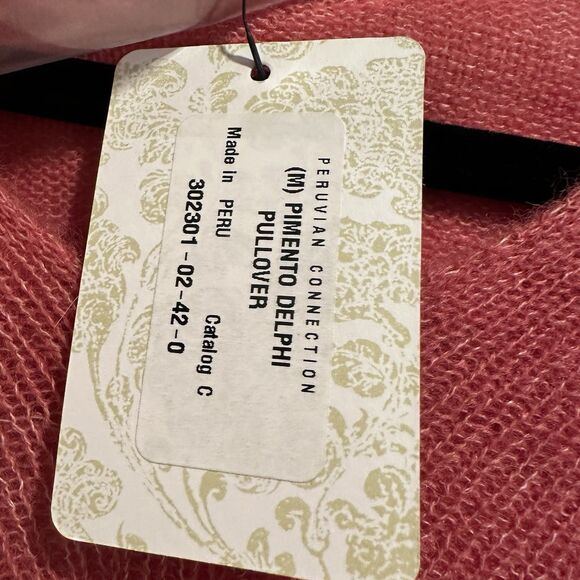 PERUVIAN CONNECTION
(M) PIMENTO DELPHI
PULLOVER
Made in PERU Catalog C
302301-02-42-0